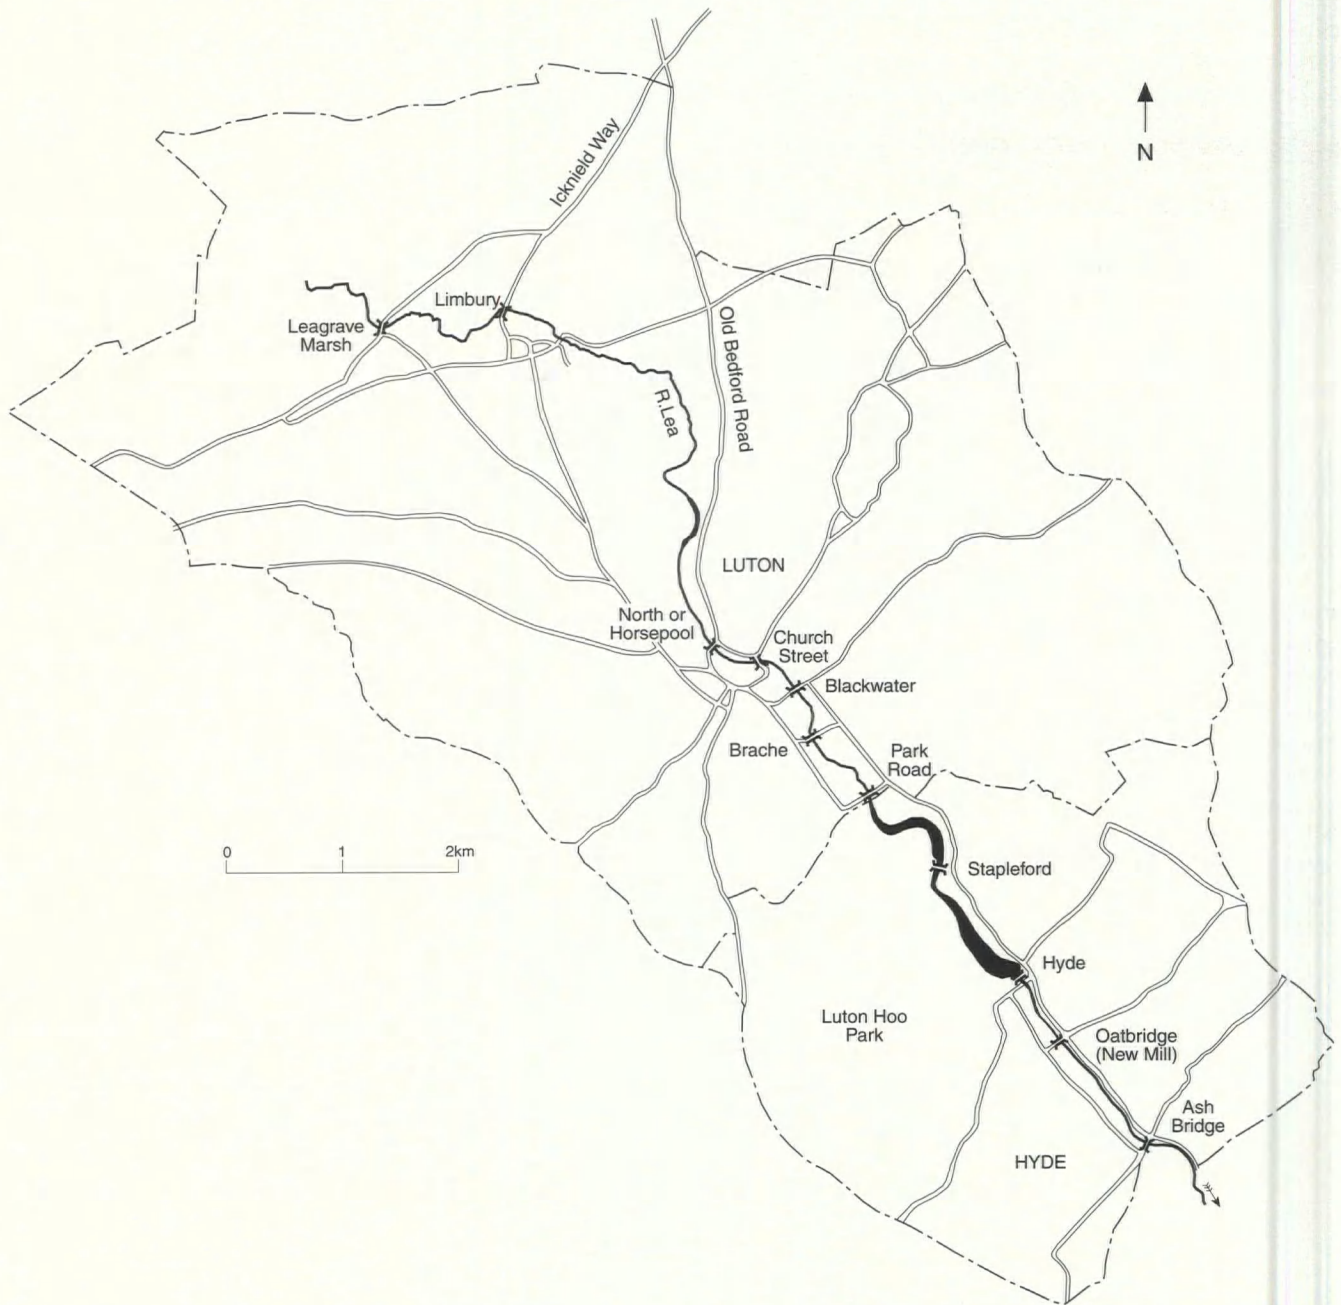 N
Icknield Way
Limbury
Leagrave
Marsh
Old Bedford Road
R.Lea
LUTON
North or
Horsepool
Church
Street
Blackwater
Brache
Park
Road
0 1 2km
Stapleford
Hyde
Luton Hoo
Park
Oatbridge
(New Mill)
Ash
Bridge
HYDE